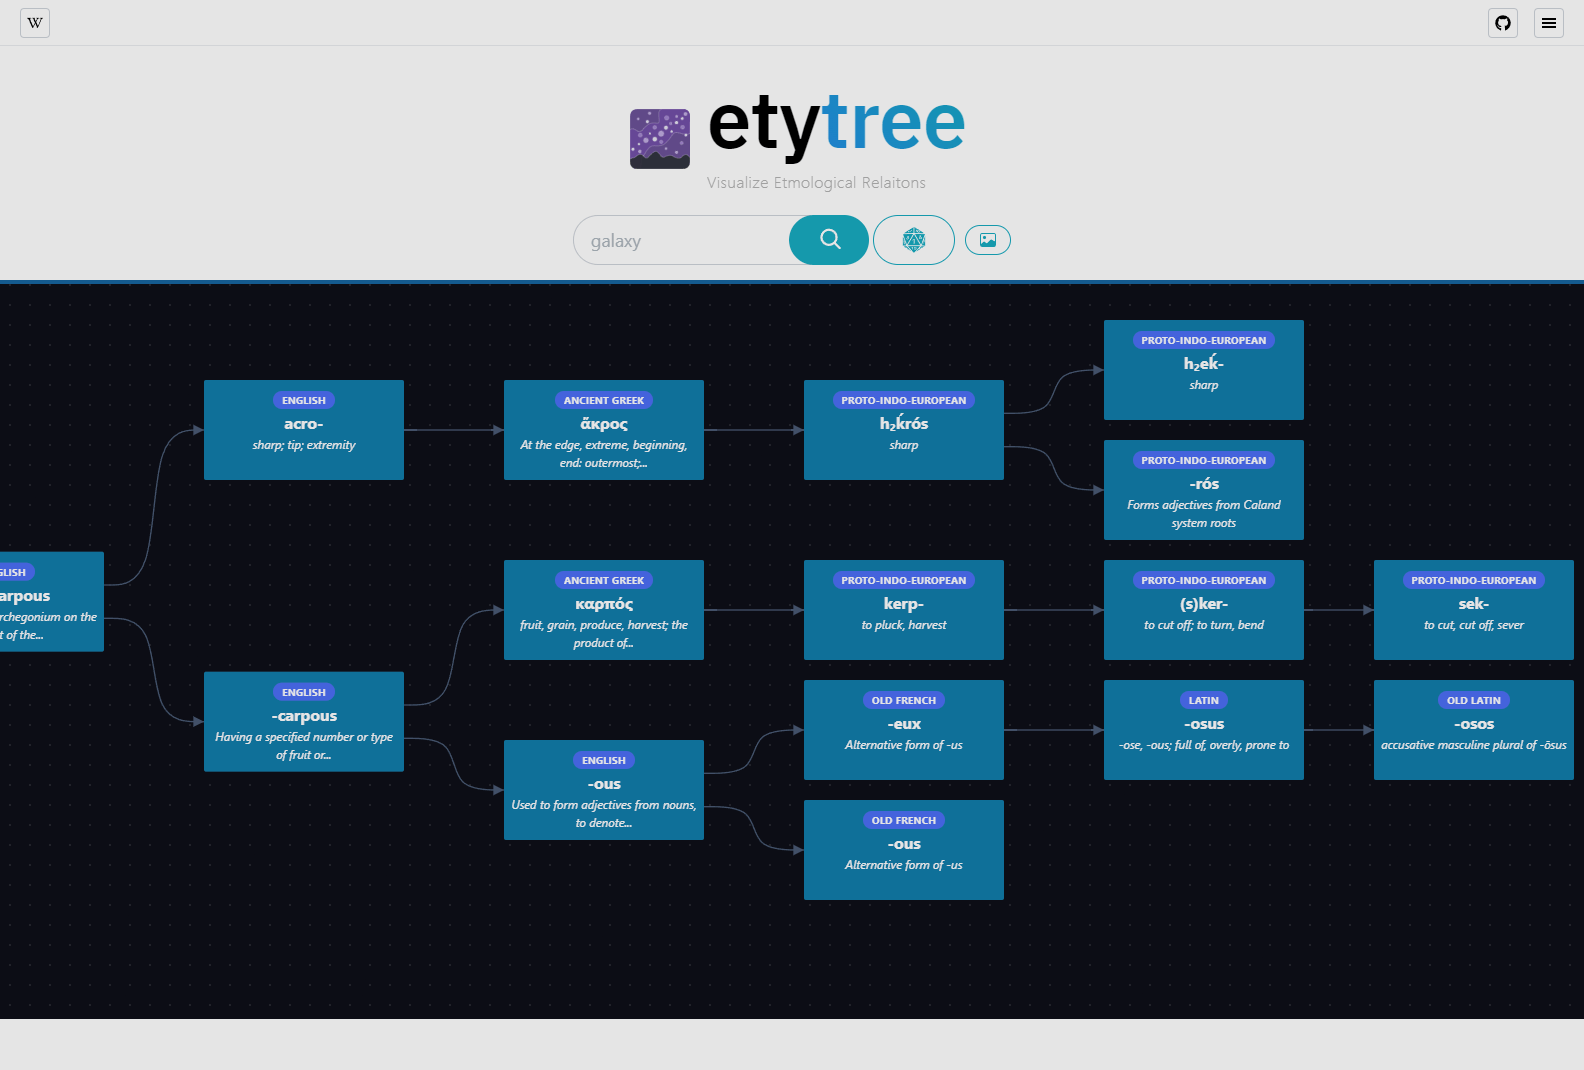 W
etytree
Visualize Etmological Relaitons
galaxy
PROTO-INDO-EUROPEAN
h₂eḱ-
sharp
ENGLISH
acro-
sharp; tip; extremity
ANCIENT GREEK
ἄκρος
At the edge, extreme, beginning,
end: outermost;...
PROTO-INDO-EUROPEAN
h₂ḱrós
sharp
PROTO-INDO-EUROPEAN
-rós
Forms adjectives from Caland
system roots
GLISH
arpous
rchegonium on the
t of the...
ANCIENT GREEK
καρπός
fruit, grain, produce, harvest; the
product of...
PROTO-INDO-EUROPEAN
kerp-
to pluck, harvest
PROTO-INDO-EUROPEAN
(s)ker-
to cut off; to turn, bend
PROTO-INDO-EUROPEAN
sek-
to cut, cut off, sever
ENGLISH
-carpous
Having a specified number or type
of fruit or...
ENGLISH
-ous
Used to form adjectives from nouns,
to denote...
OLD FRENCH
-eux
Alternative form of -us
LATIN
-osus
-ose, -ous; full of, overly, prone to
OLD LATIN
-osos
accusative masculine plural of -ōsus
OLD FRENCH
-ous
Alternative form of -us